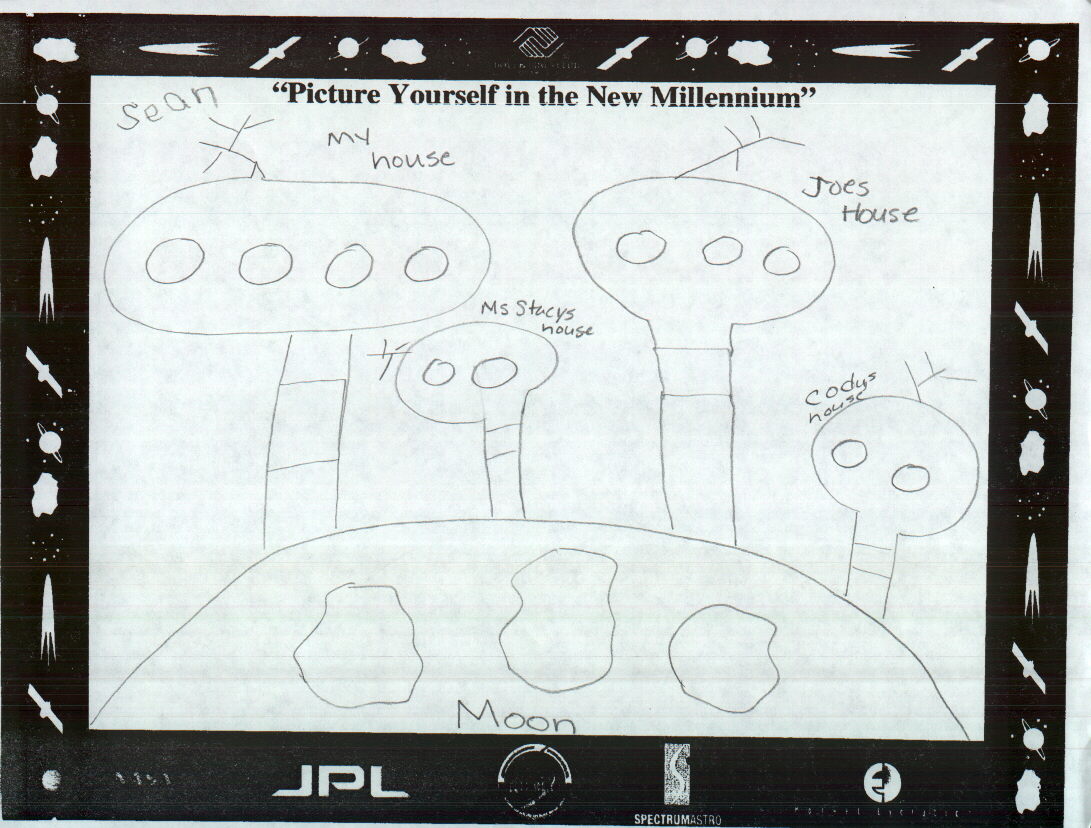 “Picture Yourself in the New Millennium”
Sean
My
house
Joes
House
Ms Stacys
house
Codys
house
Moon
JPL
SPECTRUMASTRO